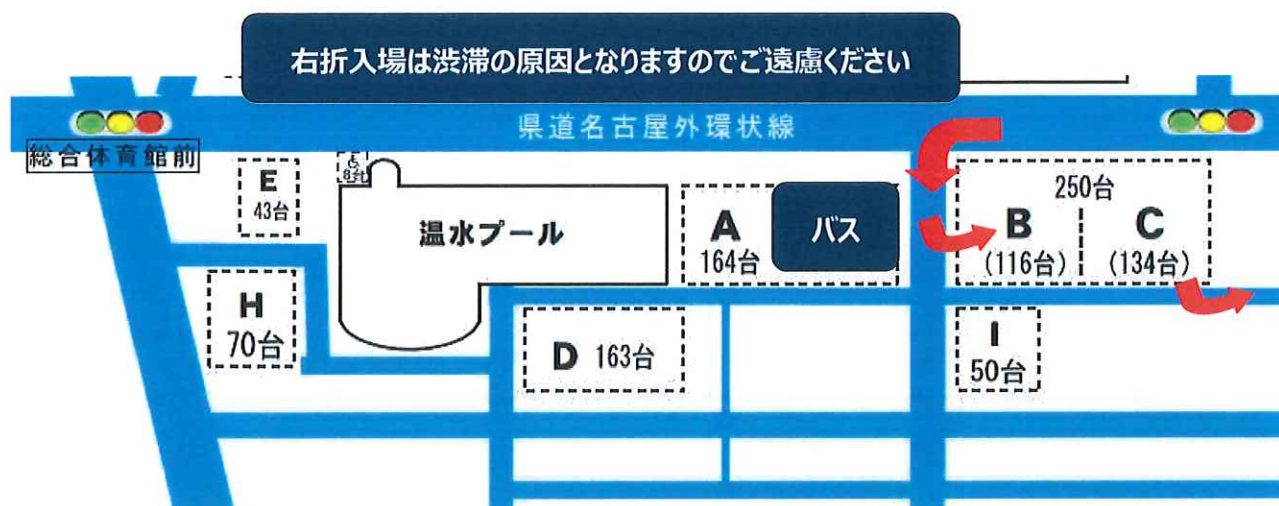 右折入場は渋滞の原因となりますのでご遠慮ください
県道名古屋外環状線
総合体育館前
E
43台
8台
温水プール
A
164台
バス
250台
B
(116台)
C
(134台)
H
70台
D 163台
I
50台